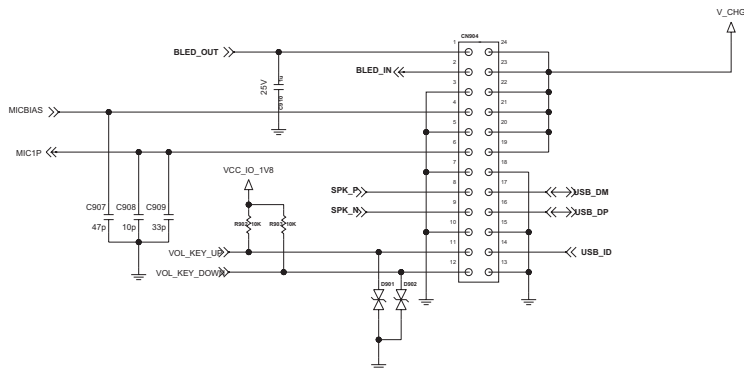 V_CHG
CN904
BLED_OUT
1
24
BLED_IN
2
23
25V
1u
C910
3
22
MICBIAS
4
21
5
20
MIC1P
6
19
7
18
VCC_IO_1V8
SPK_P
8
17
USB_DM
C907
C908
C909
SPK_N
9
16
USB_DP
47p
10p
33p
R902
10K
R903
10K
10
15
VOL_KEY_UP
11
14
USB_ID
VOL_KEY_DOWN
12
13
D901
D902